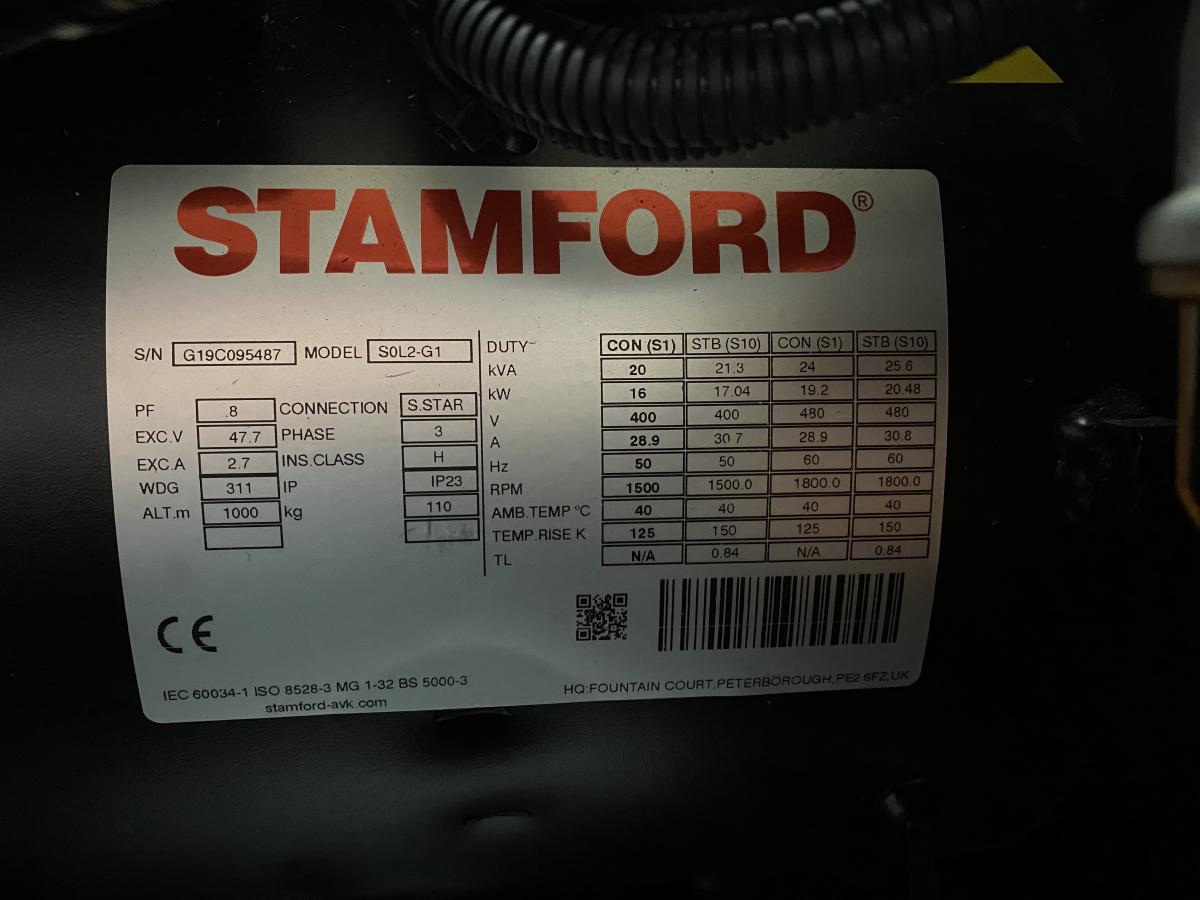 STAMFORD®
S/N G19C095487 MODEL S0L2-G1
PF .8 CONNECTION S.STAR
EXC.V 47.7 PHASE 3
EXC.A 2.7 INS.CLASS H
WDG 311 IP IP23
ALT.m 1000 kg 110
DUTY CON (S1) STB (S10) CON (S1) STB (S10)
kVA 20 21.3 24 25.6
kW 16 17.04 19.2 20.48
V 400 400 480 480
A 28.9 30.7 28.9 30.8
Hz 50 50 60 60
RPM 1500 1500.0 1800.0 1800.0
AMB.TEMP °C 40 40 40 40
TEMP.RISE K 125 150 125 150
TL N/A 0.84 N/A 0.84
CE
IEC 60034-1 ISO 8528-3 MG 1-32 BS 5000-3
stamford-avk.com
HQ:FOUNTAIN COURT,PETERBOROUGH,PE2 6FZ,UK